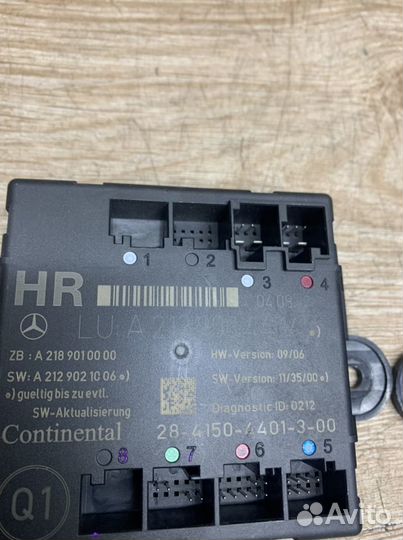 1 2 3 4
HR
LU: A
ZB : A 218 901 00 00
HW-Version: 09/06
SW: A 212 902 10 06 *)
SW-Version: 11/35/00 *)
*) gueltig bis zu evtl.
SW-Aktualisierung
Diagnostic ID: 0212
Continental
28-4150-4401-3-00
8 7 6 5
Q1
Avito